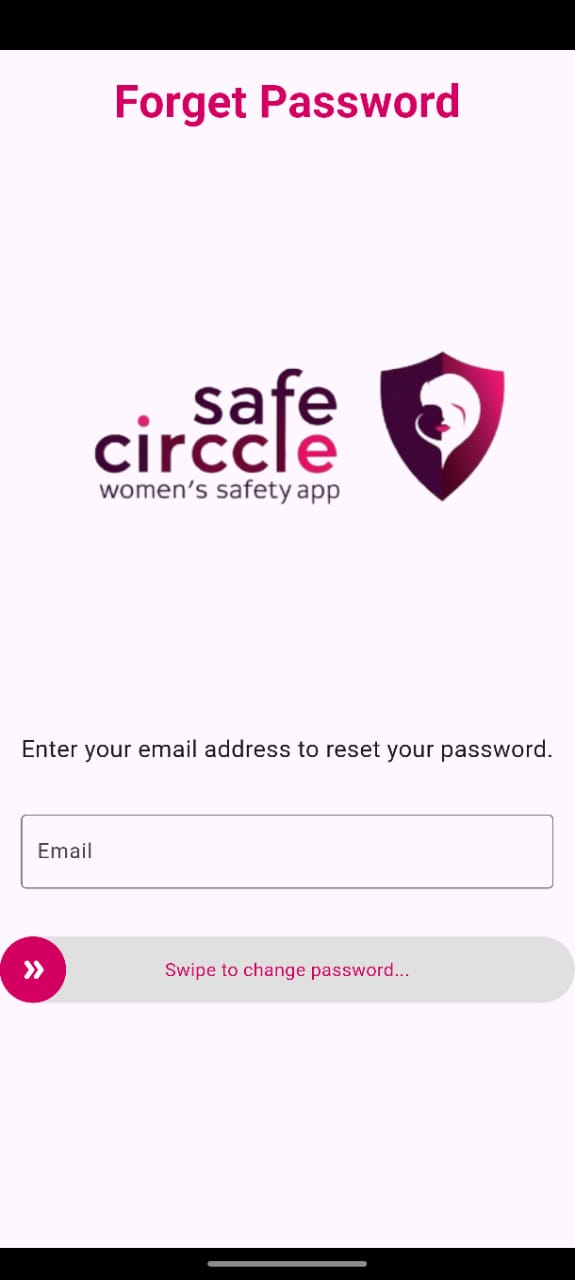 Forget Password
safe
circcle
women's safety app
Enter your email address to reset your password.
Email
Swipe to change password...